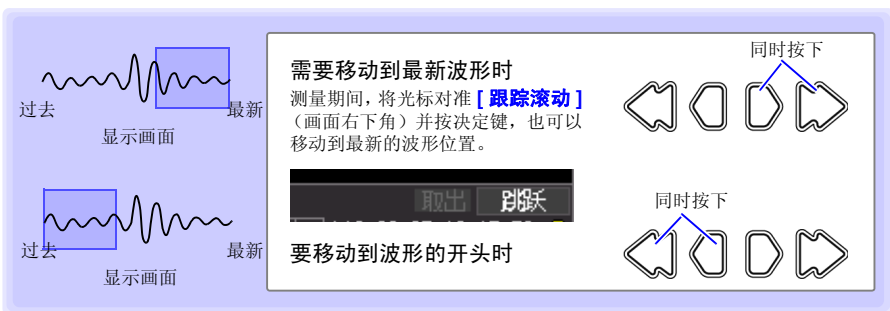 过去
最新
显示画面
需要移动到最新波形时
测量期间，将光标对准 [ 跟踪滚动 ]
（画面右下角）并按决定键，也可以
移动到最新的波形位置。
同时按下
取出 跳跃
过去
最新
显示画面
要移动到波形的开头时
同时按下